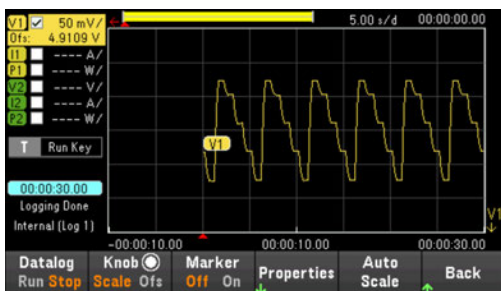 V1 50 mV/ 5.00 s/d 00:00:00.00
Ofs: 4.9109 V
I1 ---- A/
P1 ---- W/
V2 ---- V/
I2 ---- A/
P2 ---- W/
V1
T Run Key
00:00:30.00
Logging Done
Internal (Log 1)
V1
-00:00:10.00 00:00:10.00 00:00:30.00
Datalog Knob Marker Properties Auto Back
Run Stop Scale Ofs Off On Scale